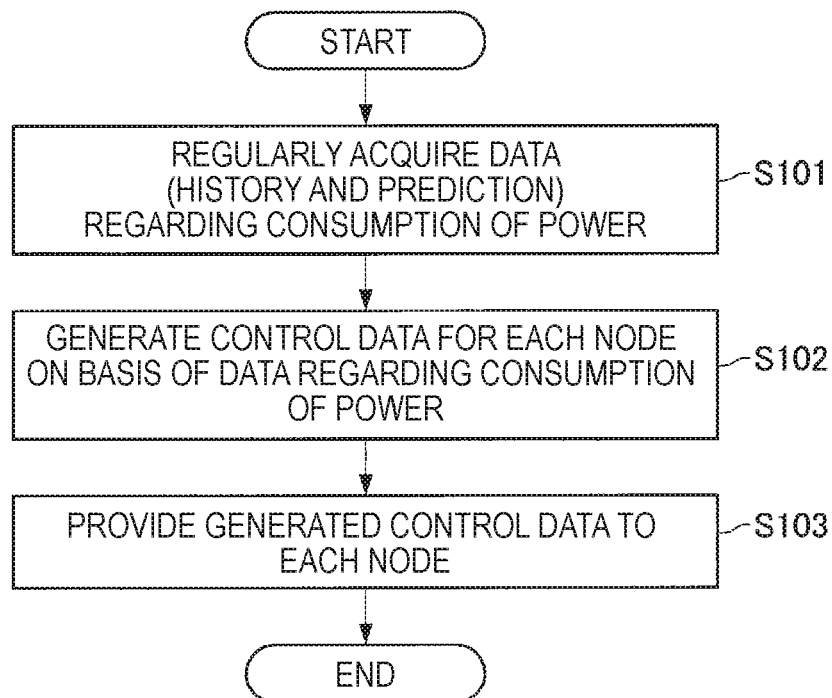 START
REGULARLY ACQUIRE DATA
(HISTORY AND PREDICTION)
REGARDING CONSUMPTION OF POWER
S101
GENERATE CONTROL DATA FOR EACH NODE
ON BASIS OF DATA REGARDING CONSUMPTION
OF POWER
S102
PROVIDE GENERATED CONTROL DATA TO
EACH NODE
S103
END